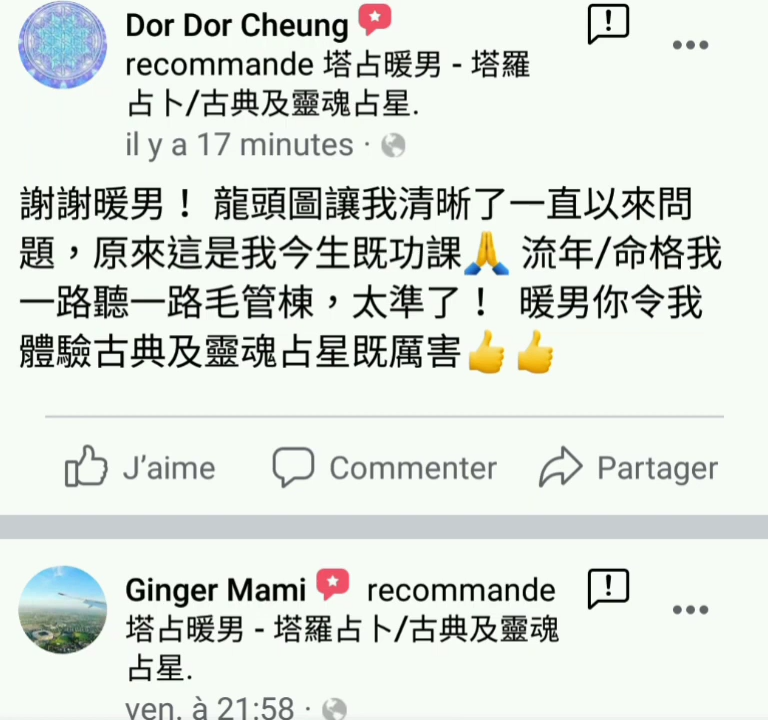 Dor Dor Cheung
recommande 塔占暖男 - 塔羅
占卜/古典及靈魂占星.
il y a 17 minutes ·
謝謝暖男！ 龍頭圖讓我清晰了一直以來問
題，原來這是我今生既功課🙏 流年/命格我
一路聽一路毛管棟，太準了！ 暖男你令我
體驗古典及靈魂占星既厲害👍👍
J'aime Commenter Partager
Ginger Mami recommande
塔占暖男 - 塔羅占卜/古典及靈魂
占星.
ven. à 21:58 ·